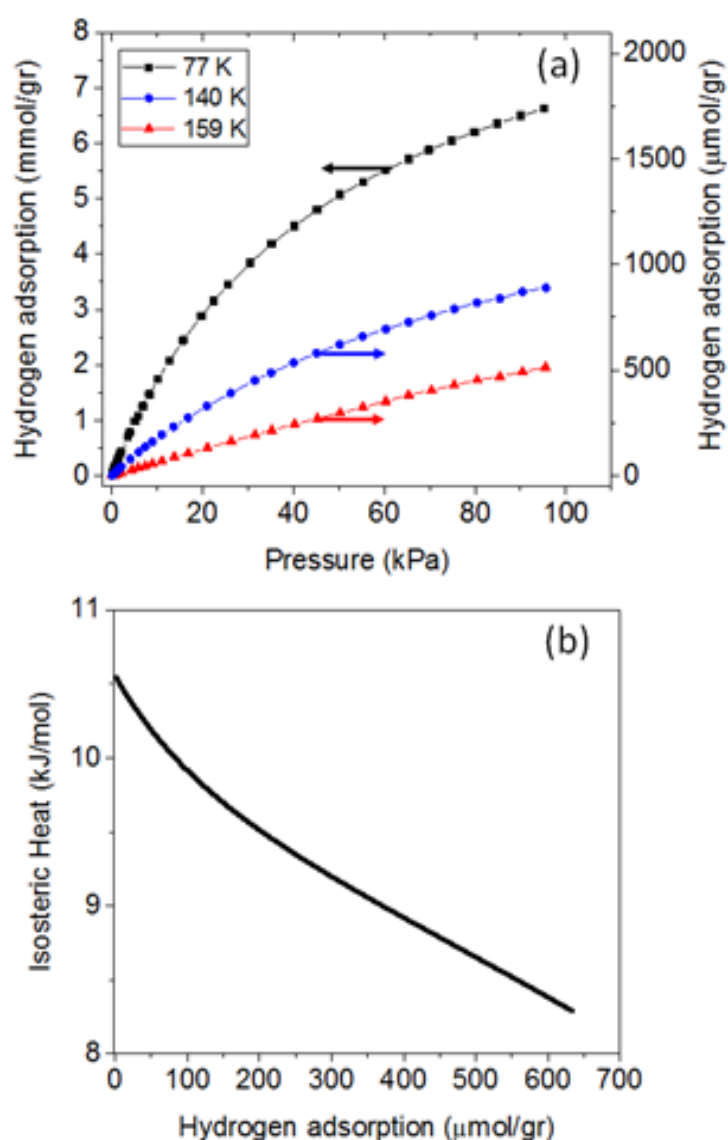 (a)
77 K
140 K
159 K
Hydrogen adsorption (mmol/gr)
8
7
6
5
4
3
2
1
0
Hydrogen adsorption (μmol/gr)
2000
1500
1000
500
0
0 20 40 60 80 100
Pressure (kPa)
(b)
Isosteric Heat (kJ/mol)
11
10
9
8
0 100 200 300 400 500 600 700
Hydrogen adsorption (μmol/gr)